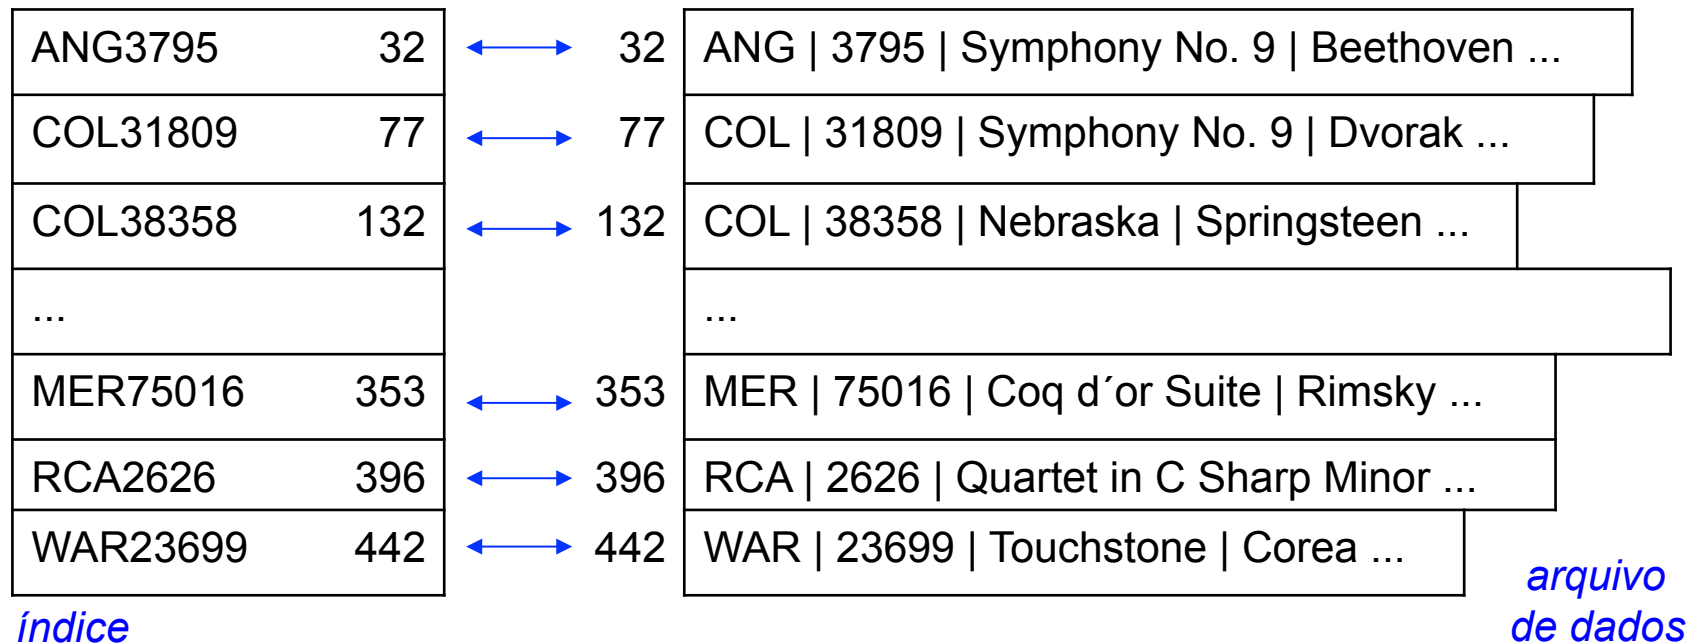 ANG3795 32 32 ANG | 3795 | Symphony No. 9 | Beethoven ...
COL31809 77 77 COL | 31809 | Symphony No. 9 | Dvorak ...
COL38358 132 132 COL | 38358 | Nebraska | Springsteen ...
... ...
MER75016 353 353 MER | 75016 | Coq d´or Suite | Rimsky ...
RCA2626 396 396 RCA | 2626 | Quartet in C Sharp Minor ...
WAR23699 442 442 WAR | 23699 | Touchstone | Corea ...
índice
arquivo
de dados